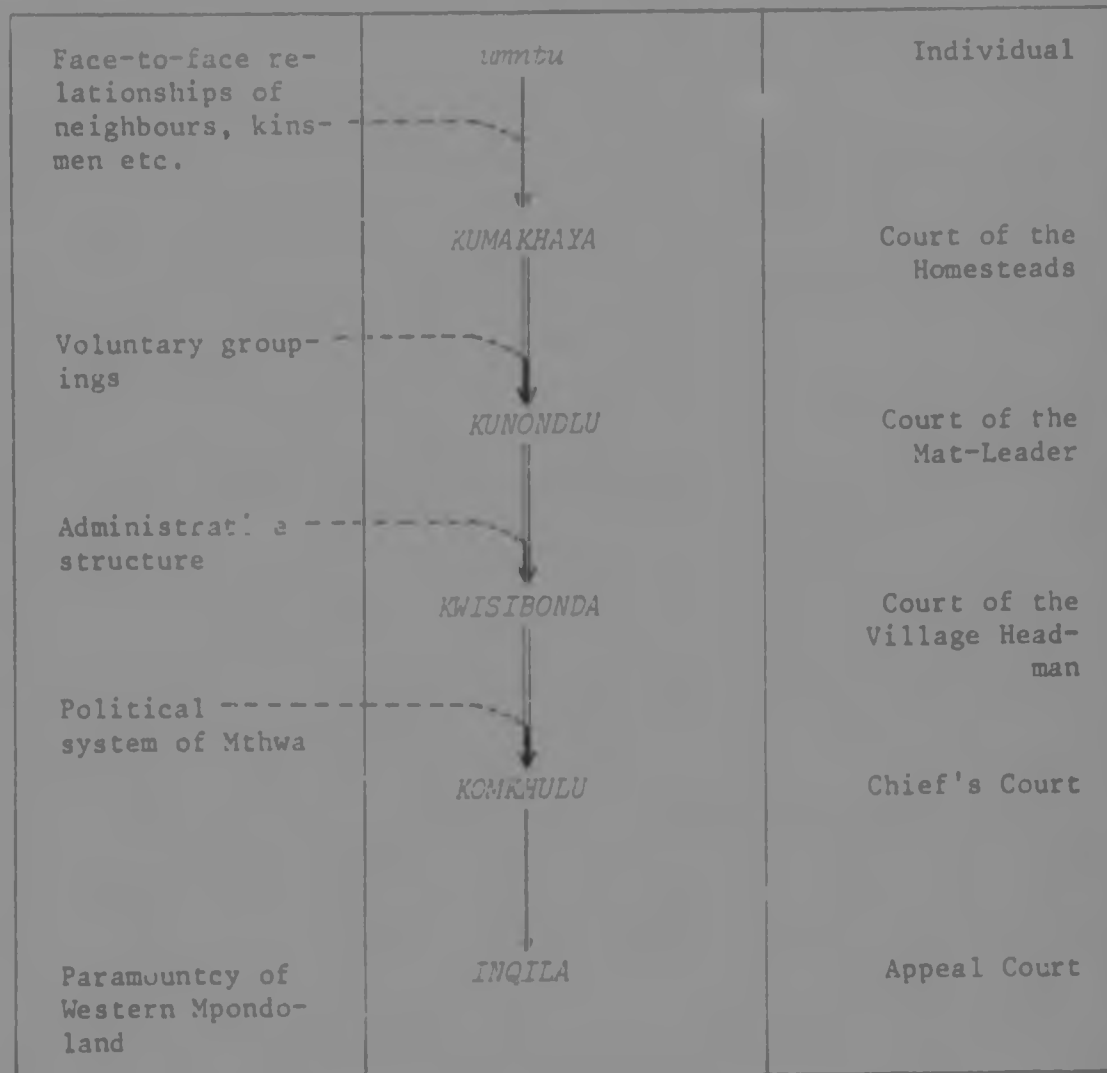 Face-to-face re-
lationships of
neighbours, kins-
men etc.
umntu
Individual
KUMAKHAYA
Court of the
Homesteads
Voluntary group-
ings
KUNONDLU
Court of the
Mat-Leader
structure
KWISIBONDA
Court of the
Village Head-
man
Political
system of Mthwa
KOMKHULU
Chief's Court
Paramountcy of
Western Mpondo-
land
INQILA
Appeal Court